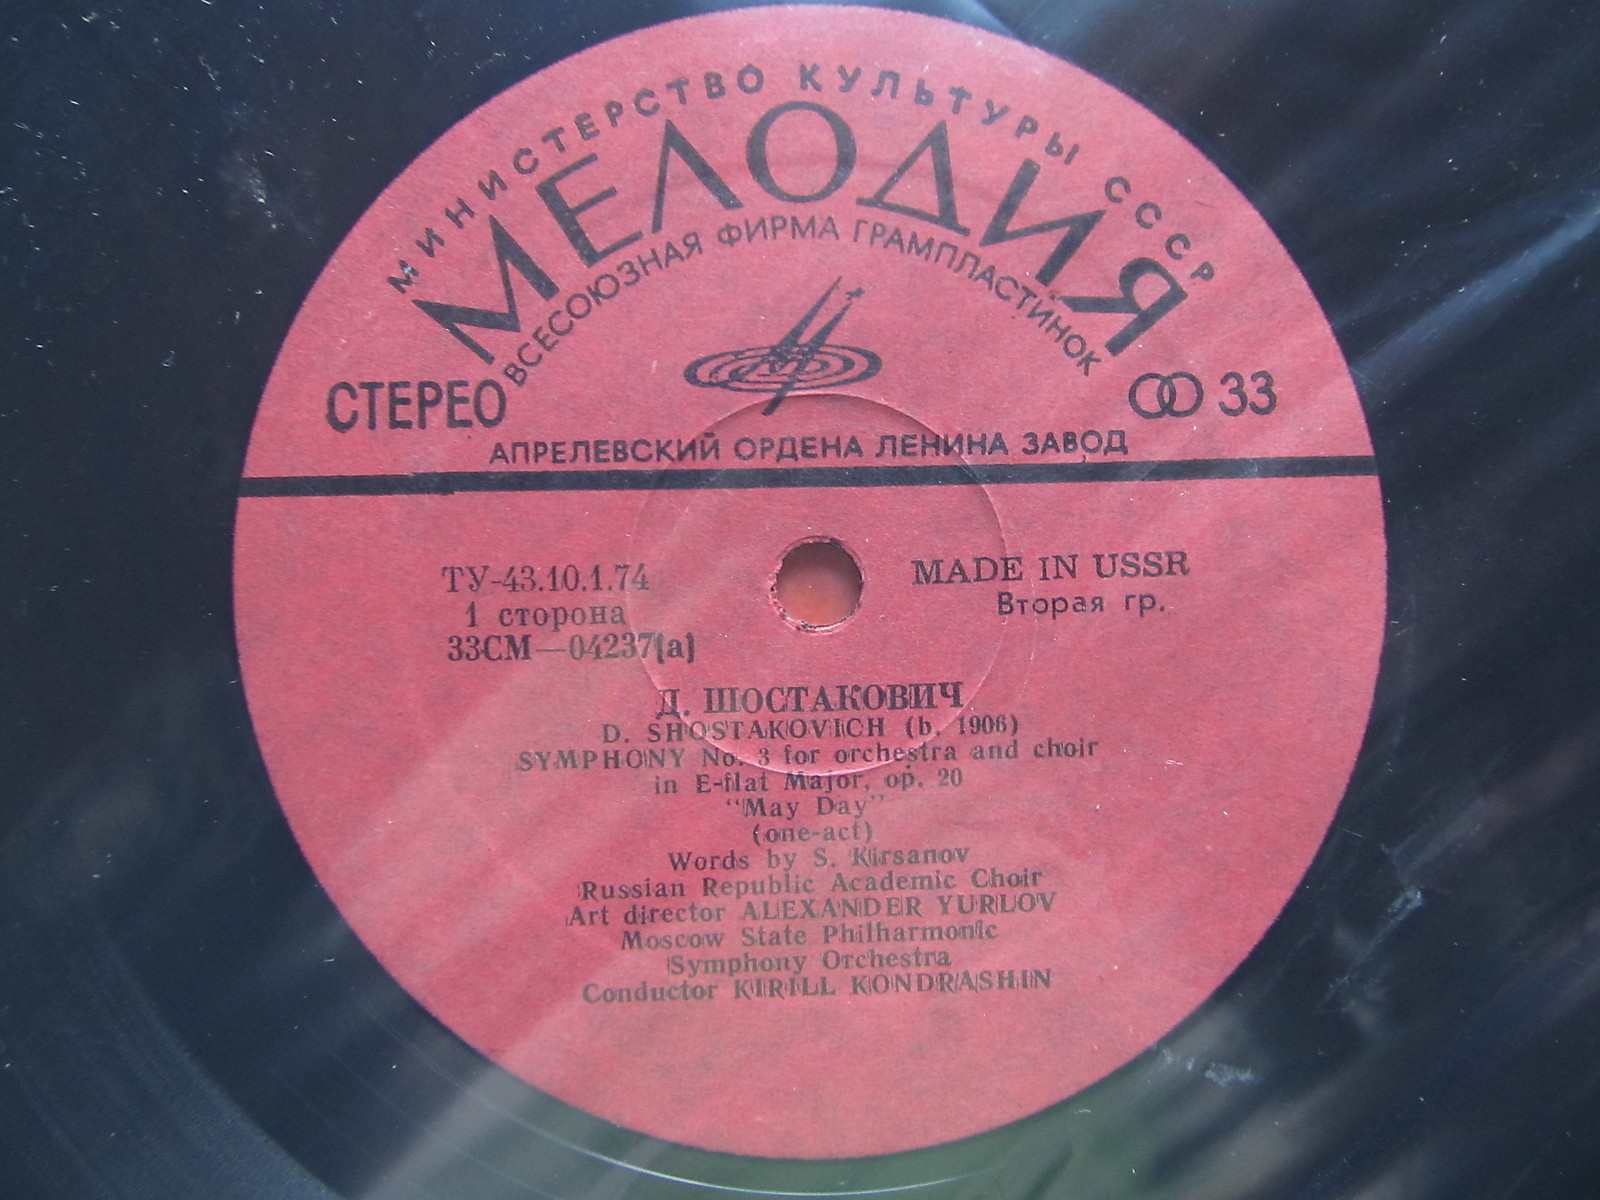 МИНИСТЕРСТВО КУЛЬТУРЫ СССР
МЕЛОДИЯ
ВСЕСОЮЗНАЯ ФИРМА ГРАМПЛАСТИНОК
СТЕРЕО
33
АПРЕЛЕВСКИЙ ОРДЕНА ЛЕНИНА ЗАВОД
ТУ-43.10.1.74
1 сторона
33СМ—04237(а)
MADE IN USSR
Вторая гр.
Д. ШОСТАКОВИЧ
D. SHOSTAKOVICH (b. 1906)
SYMPHONY No. 3 for orchestra and choir
in E-flat Major, op. 20
"May Day"
(one-act)
Words by S. Kirsanov
Russian Republic Academic Choir
Art director ALEXANDER YURLOV
Moscow State Philharmonic
Symphony Orchestra
Conductor KIRILL KONDRASHIN